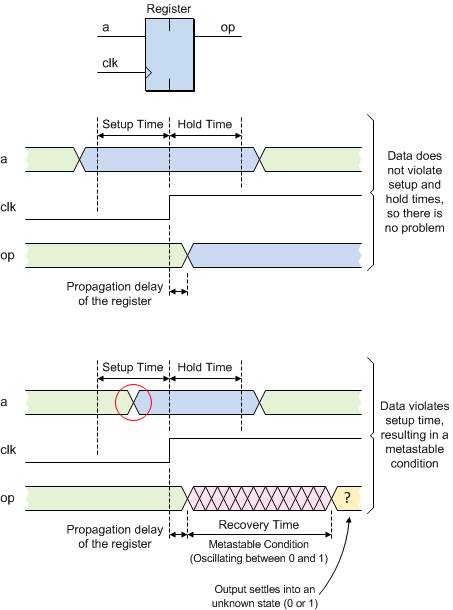 Register
a
op
clk
Setup Time
Hold Time
a
clk
op
Propagation delay
of the register
Data does
not violate
setup and
hold times,
so there is
no problem
Setup Time
Hold Time
a
clk
op
?
Propagation delay
of the register
Recovery Time
Metastable Condition
(Oscillating between 0 and 1)
Data violates
setup time,
resulting in a
metastable
condition
Output settles into an
unknown state (0 or 1)